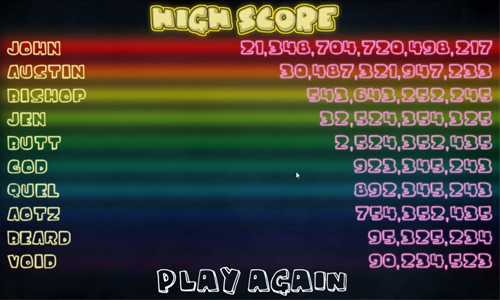 HIGH SCORE
JOHN 21,348,704,720,498,217
AUSTIN 30,487,321,947,233
BISHOP 543,643,252,245
JEN 32,524,354,325
BUTT 2,524,352,435
GOD 923,345,243
QUEL 892,345,243
AOTZ 754,352,435
BEARD 95,325,234
VOID 90,234,523
PLAY AGAIN